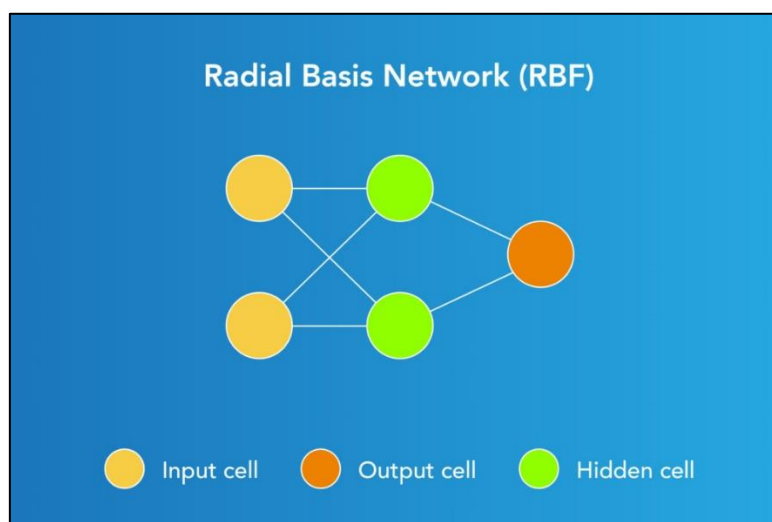 Radial Basis Network (RBF)
Input cell
Output cell
Hidden cell